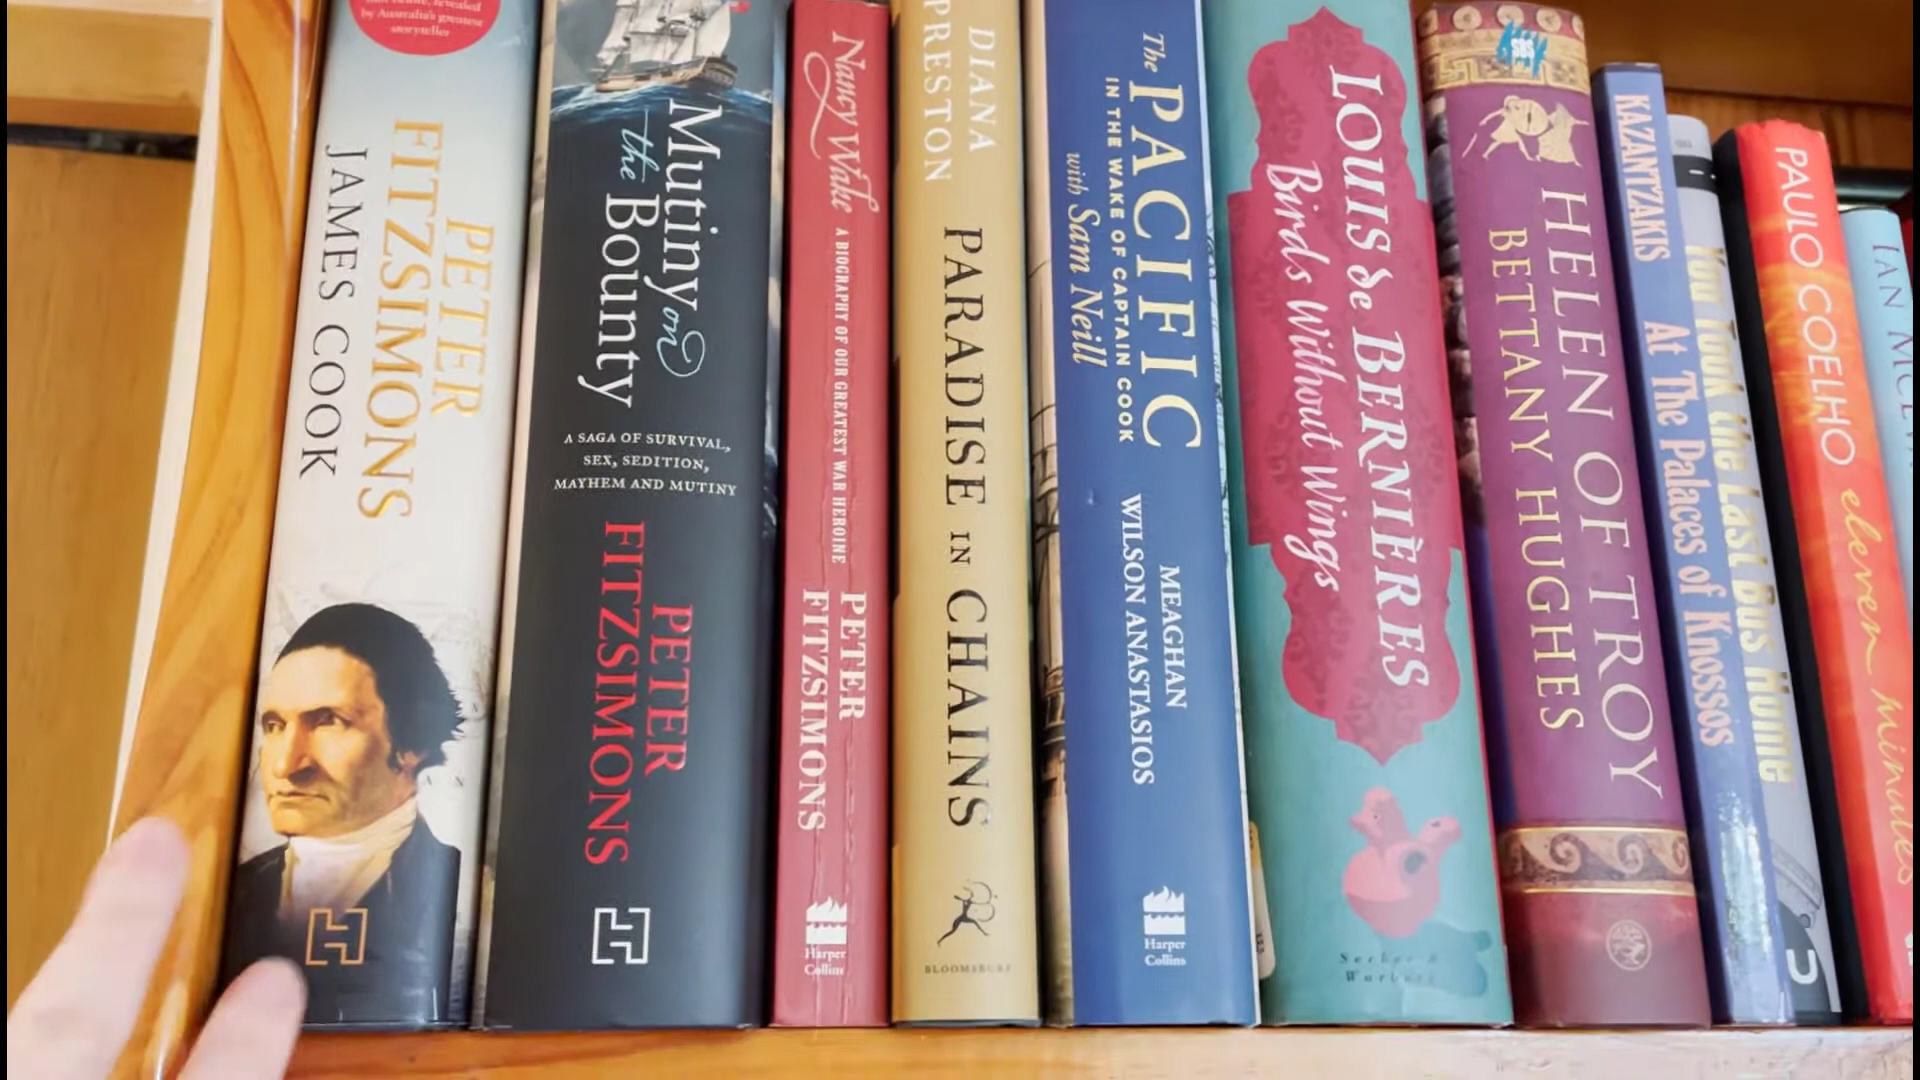 by Australia's greatest
storyteller
PETER
FITZSIMONS
JAMES COOK
Mutiny on
the Bounty
A SAGA OF SURVIVAL,
SEX, SEDITION,
MAYHEM AND MUTINY
PETER
FITZSIMONS
Nancy Wake
A BIOGRAPHY OF OUR GREATEST WAR HEROINE
PETER
FITZSIMONS
Harper
Collins
DIANA
PRESTON
PARADISE IN CHAINS
BLOOMSBURY
The PACIFIC
IN THE WAKE OF CAPTAIN COOK
with Sam Neill
MEAGHAN
WILSON ANASTASIOS
Harper
Collins
LOUIS de BERNIÈRES
Birds Without Wings
Secker &
Warburg
SBS
HELEN OF TROY
BETTANY HUGHES
KAZANTZAKIS At The Palaces of Knossos
You Took the Last Bus Home
PAULO COELHO eleven minutes
IAN